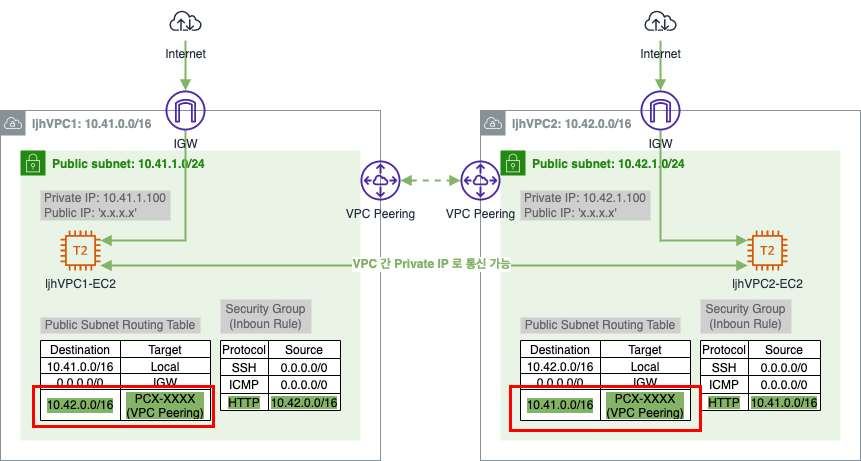 Internet
Internet
IGW
IGW
ljhVPC1: 10.41.0.0/16
ljhVPC2: 10.42.0.0/16
Public subnet: 10.41.1.0/24
Public subnet: 10.42.1.0/24
Private IP: 10.41.1.100
Public IP: 'x.x.x.x'
VPC Peering
VPC Peering
Private IP: 10.42.1.100
Public IP: 'x.x.x.x'
T2
T2
VPC 간 Private IP 로 통신 가능
ljhVPC1-EC2
ljhVPC2-EC2
Public Subnet Routing Table
Destination Target
10.41.0.0/16 Local
0.0.0.0/0 IGW
10.42.0.0/16 PCX-XXXX
(VPC Peering)
Security Group
(Inboun Rule)
Protocol Source
SSH 0.0.0.0/0
ICMP 0.0.0.0/0
HTTP 10.42.0.0/16
Public Subnet Routing Table
Destination Target
10.42.0.0/16 Local
0.0.0.0/0 IGW
10.41.0.0/16 PCX-XXXX
(VPC Peering)
Security Group
(Inboun Rule)
Protocol Source
SSH 0.0.0.0/0
ICMP 0.0.0.0/0
HTTP 10.41.0.0/16